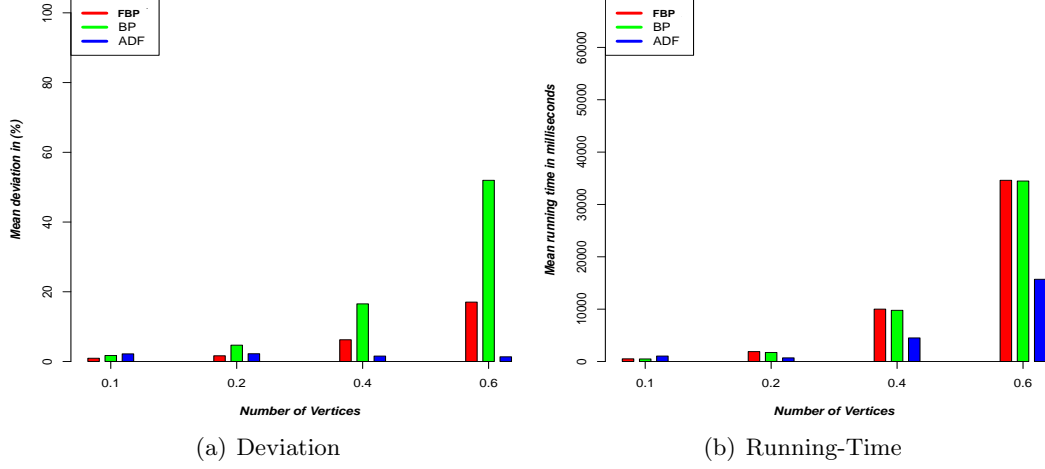 FBP
BP
ADF
Mean deviation in (%)
0
20
40
60
80
100
0.1
0.2
0.4
0.6
Number of Vertices
(a) Deviation
FBP
BP
ADF
Mean running time in milliseconds
0
10000
20000
30000
40000
50000
60000
0.1
0.2
0.4
0.6
Number of Vertices
(b) Running-Time